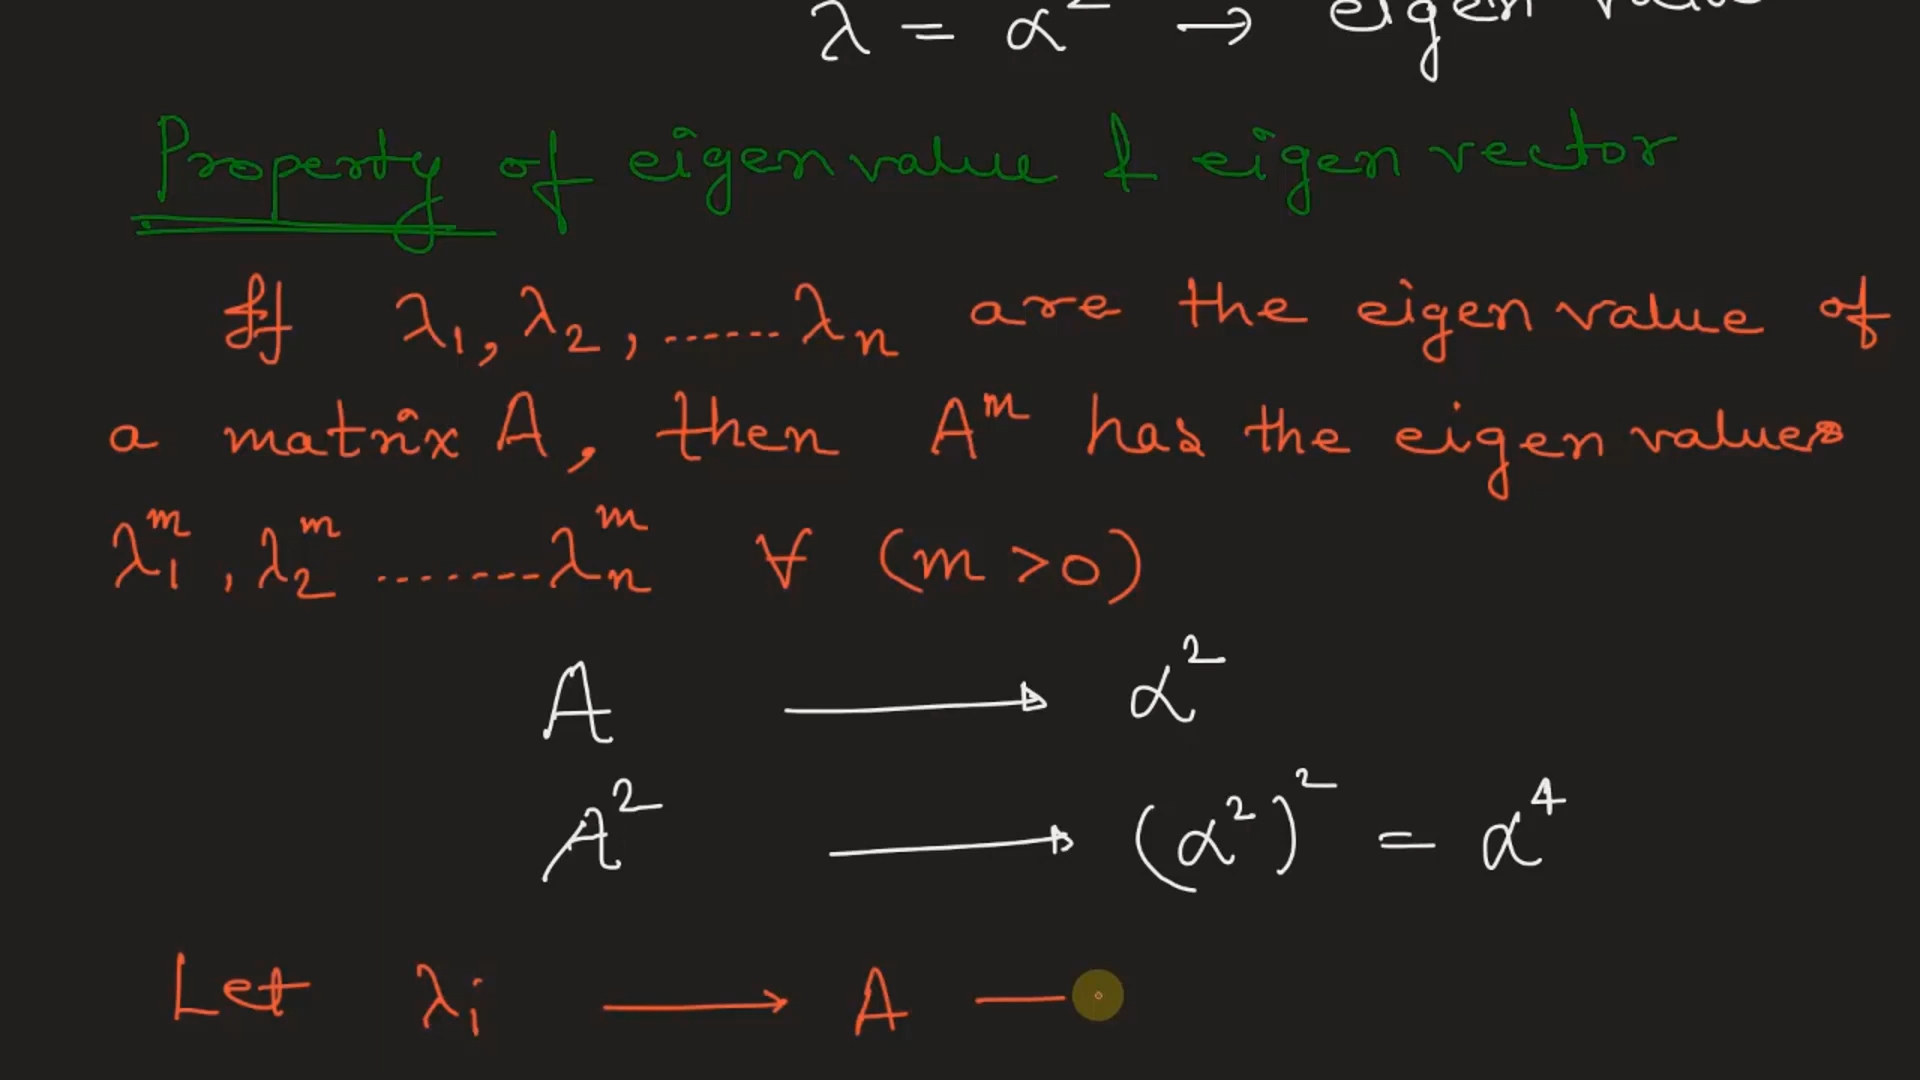 λ = α² → eigen value
Property of eigen value & eigen vector
If λ₁, λ₂, ...... λₙ are the eigen value of
a matrix A, then Aᵐ has the eigen values
λ₁ᵐ, λ₂ᵐ ........ λₙᵐ ∀ (m > 0)
A → α²
A² → (α²)² = α⁴
Let λᵢ → A —